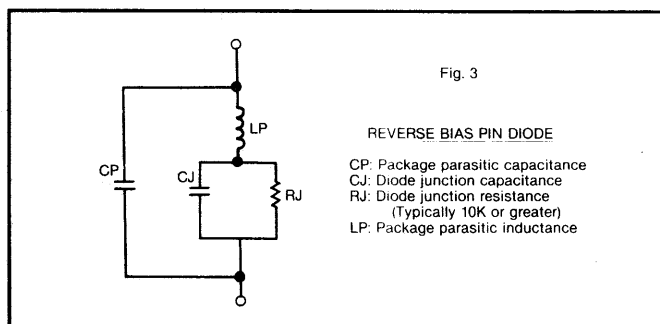 Fig. 3
REVERSE BIAS PIN DIODE
CP: Package parasitic capacitance
CJ: Diode junction capacitance
RJ: Diode junction resistance
(Typically 10K or greater)
LP: Package parasitic inductance
LP
CP
CJ
RJ